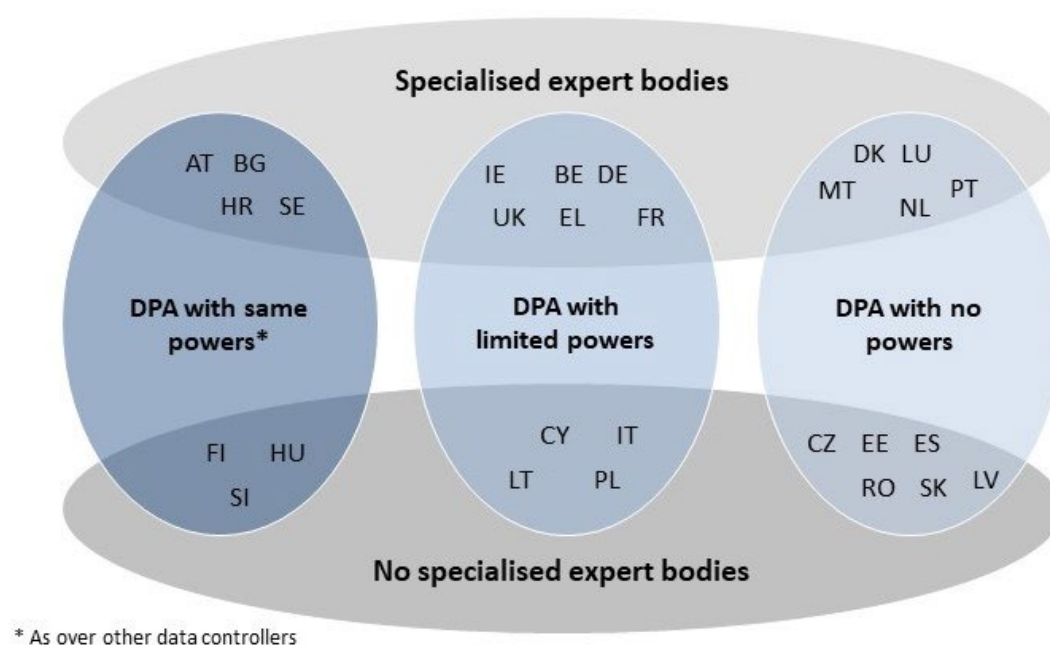 Specialised expert bodies
AT BG
HR SE
IE BE DE
UK EL FR
DK LU
MT PT
NL
DPA with same
powers*
DPA with
limited powers
DPA with no
powers
FI HU
SI
CY IT
LT PL
CZ EE ES
RO SK LV
No specialised expert bodies
* As over other data controllers